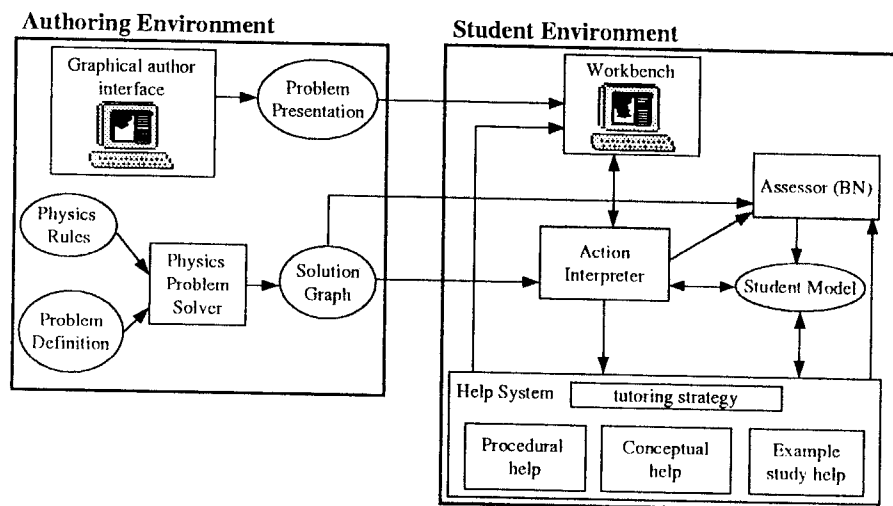 Authoring Environment
Graphical author
interface
Problem
Presentation
Physics
Rules
Physics
Problem
Solver
Solution
Graph
Problem
Definition
Student Environment
Workbench
Assessor (BN)
Action
Interpreter
Student Model
Help System
tutoring strategy
Procedural
help
Conceptual
help
Example
study help